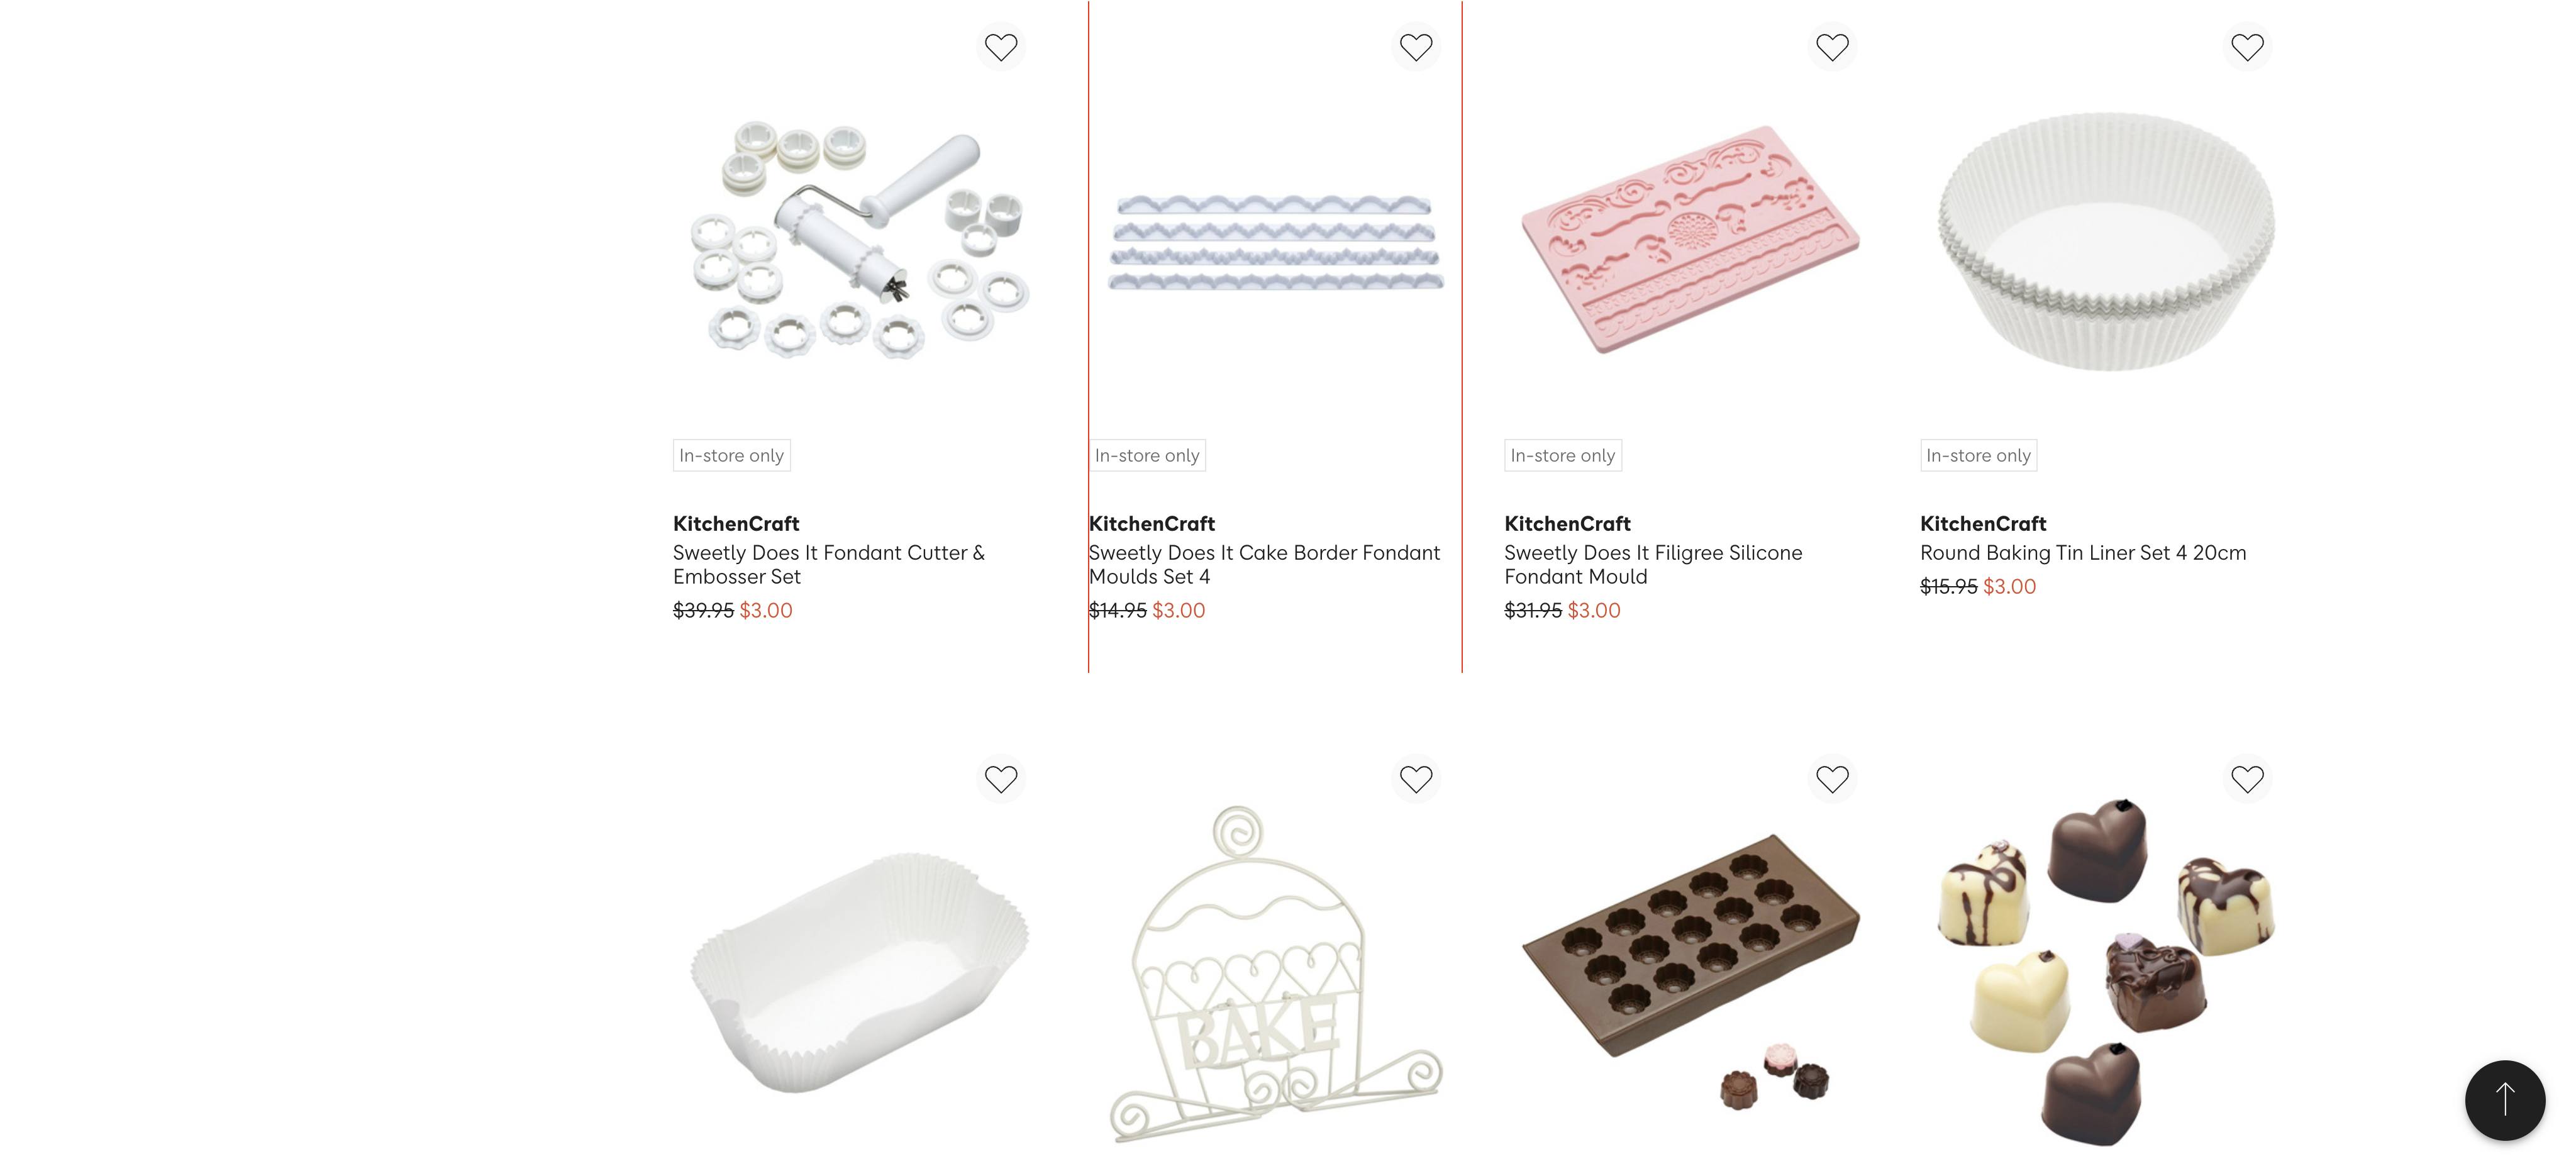 In-store only
KitchenCraft
Sweetly Does It Fondant Cutter &
Embosser Set
$39.95 $3.00
In-store only
KitchenCraft
Sweetly Does It Cake Border Fondant
Moulds Set 4
$14.95 $3.00
In-store only
KitchenCraft
Sweetly Does It Filigree Silicone
Fondant Mould
$31.95 $3.00
In-store only
KitchenCraft
Round Baking Tin Liner Set 4 20cm
$15.95 $3.00
BAKE